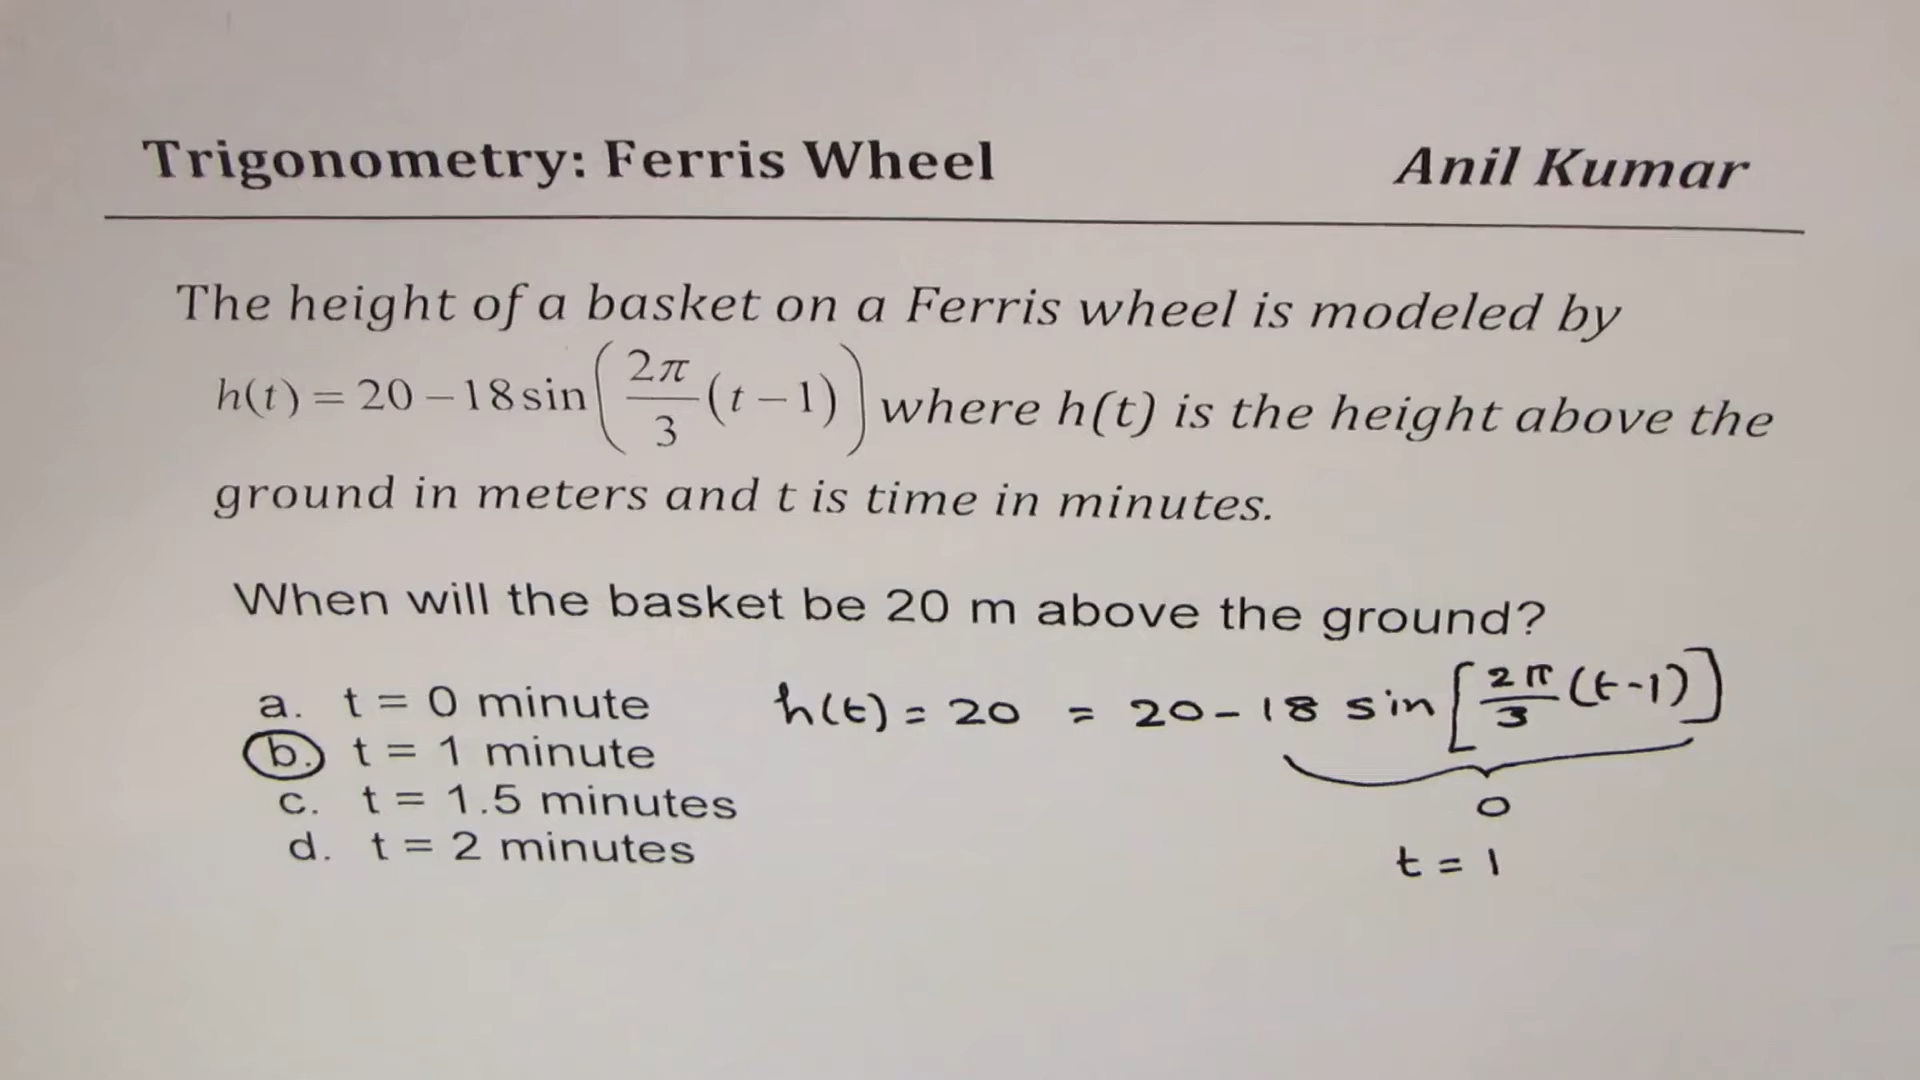 Trigonometry: Ferris Wheel Anil Kumar
The height of a basket on a Ferris wheel is modeled by
h(t) = 20 – 18 sin(2π/3 (t – 1)) where h(t) is the height above the
ground in meters and t is time in minutes.
When will the basket be 20 m above the ground?
a. t = 0 minute
h(t) = 20 = 20 - 18 sin[2π/3 (t-1)]
b. t = 1 minute
c. t = 1.5 minutes
0
d. t = 2 minutes
t = 1